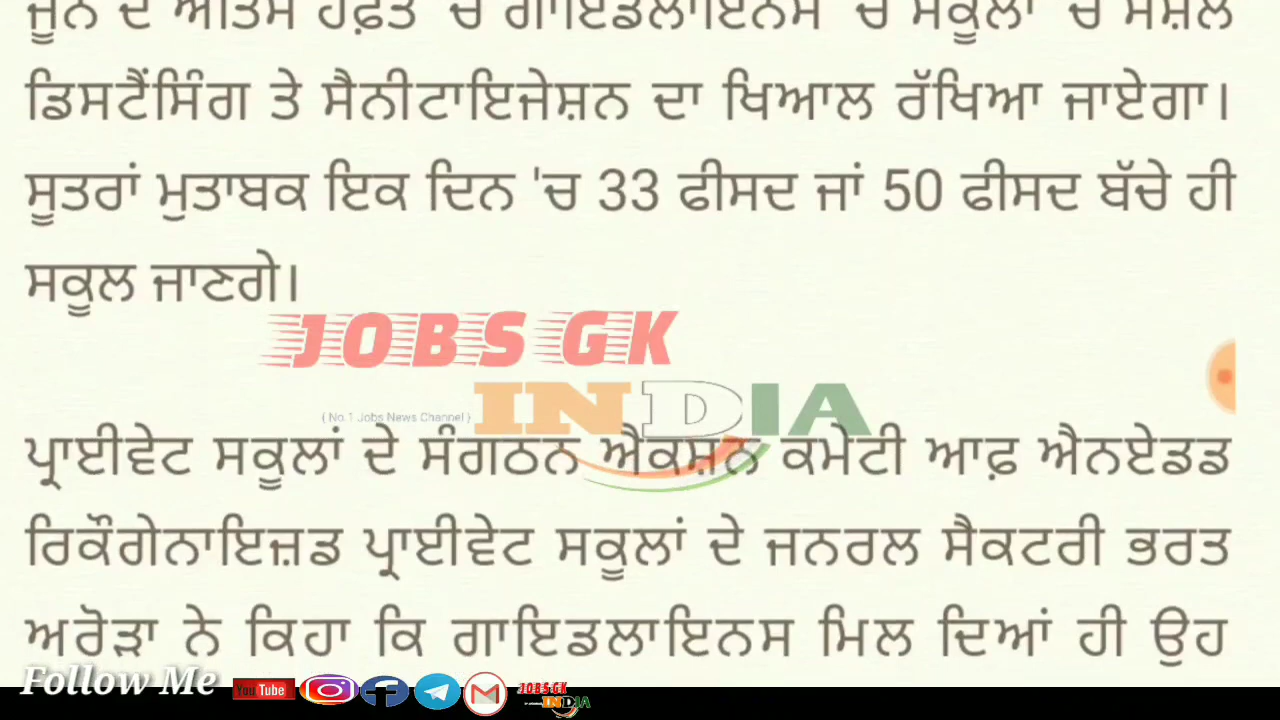 ਜੂਨ ਦੇ ਅੰਤਿਮ ਹਫ਼ਤੇ 'ਚ ਗਾਇਡਲਾਇਨਸ 'ਚ ਸਕੂਲਾਂ 'ਚ ਸੋਸ਼ਲ
ਡਿਸਟੈਂਸਿੰਗ ਤੇ ਸੈਨੀਟਾਇਜੇਸ਼ਨ ਦਾ ਖਿਆਲ ਰੱਖਿਆ ਜਾਏਗਾ।
ਸੂਤਰਾਂ ਮੁਤਾਬਕ ਇਕ ਦਿਨ 'ਚ 33 ਫੀਸਦ ਜਾਂ 50 ਫੀਸਦ ਬੱਚੇ ਹੀ
ਸਕੂਲ ਜਾਣਗੇ।
JOBS GK
INDIA
{ No.1 Jobs News Channel }
ਪ੍ਰਾਈਵੇਟ ਸਕੂਲਾਂ ਦੇ ਸੰਗਠਨ ਐਕਸ਼ਨ ਕਮੇਟੀ ਆਫ਼ ਐਨਏਡਡ
ਰਿਕੌਗੇਨਾਇਜ਼ਡ ਪ੍ਰਾਈਵੇਟ ਸਕੂਲਾਂ ਦੇ ਜਨਰਲ ਸੈਕਟਰੀ ਭਰਤ
ਅਰੋੜਾ ਨੇ ਕਿਹਾ ਕਿ ਗਾਇਡਲਾਇਨਸ ਮਿਲ ਦਿਆਂ ਹੀ ਉਹ
Follow Me
YouTube
JOBS GK
INDIA